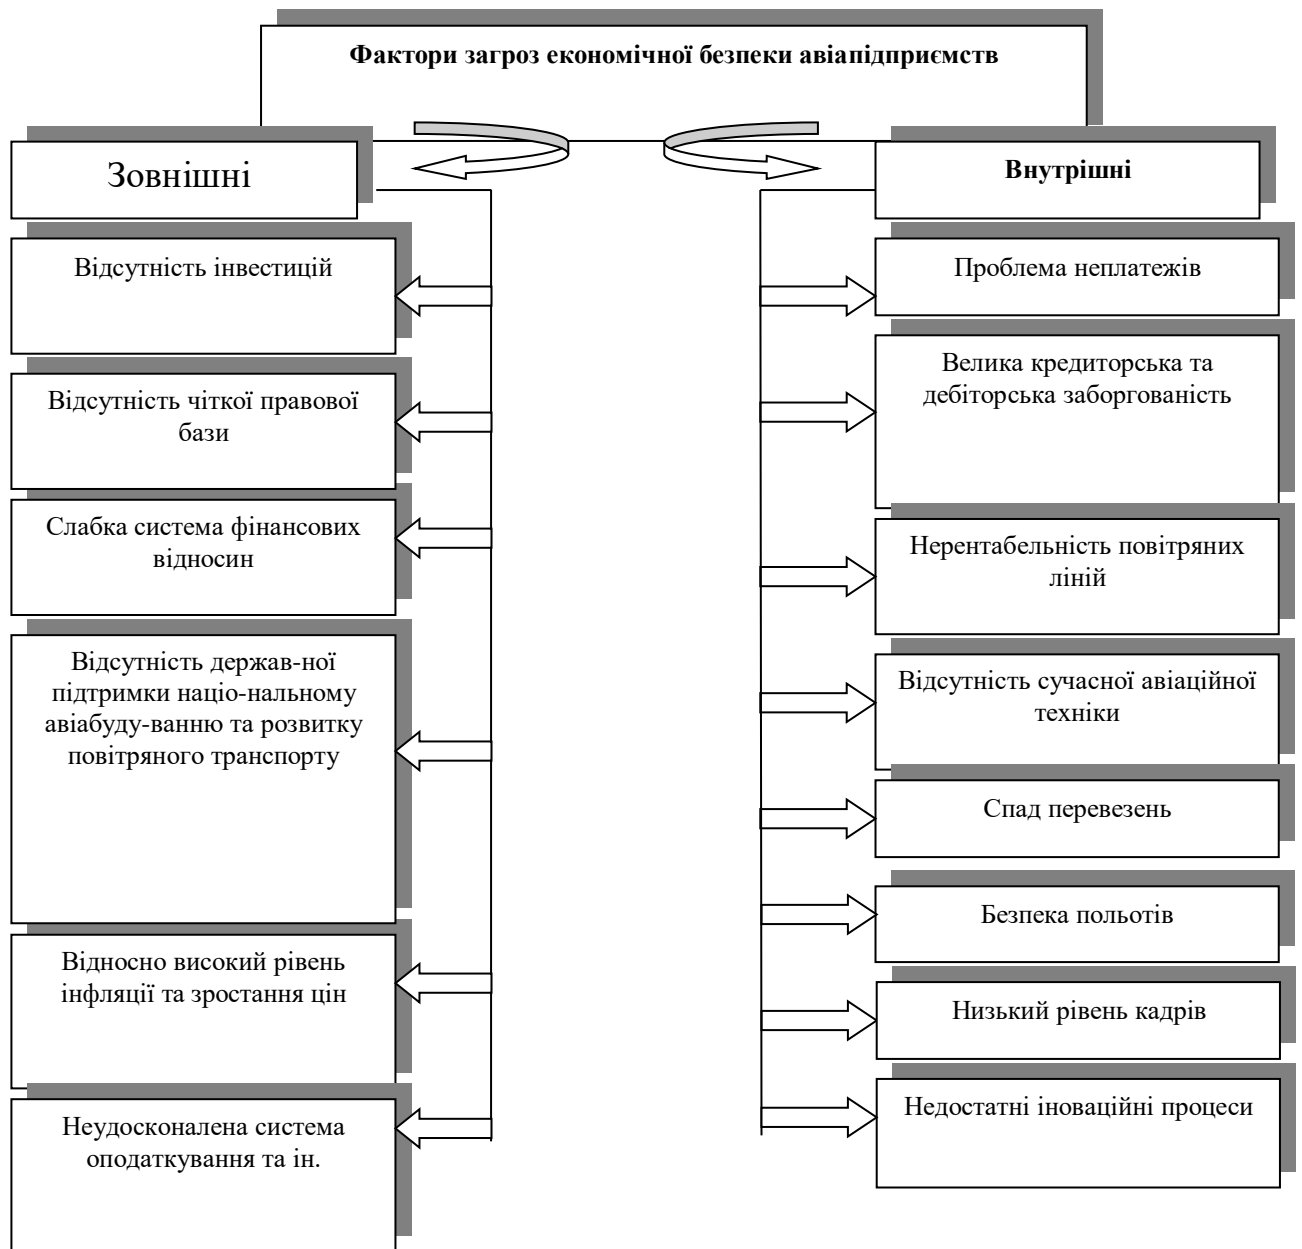 Фактори загроз економічної безпеки авіапідприємств
Зовнішні
Відсутність інвестицій
Відсутність чіткої правової
бази
Слабка система фінансових
відносин
Відсутність держав-ної
підтримки націо-нальному
авіабуду-ванню та розвитку
повітряного транспорту
Відносно високий рівень
інфляції та зростання цін
Неудосконалена система
оподаткування та ін.
Внутрішні
Проблема неплатежів
Велика кредиторська та
дебіторська заборгованість
Нерентабельність повітряних
ліній
Відсутність сучасної авіаційної
техніки
Спад перевезень
Безпека польотів
Низький рівень кадрів
Недостатні іноваційні процеси